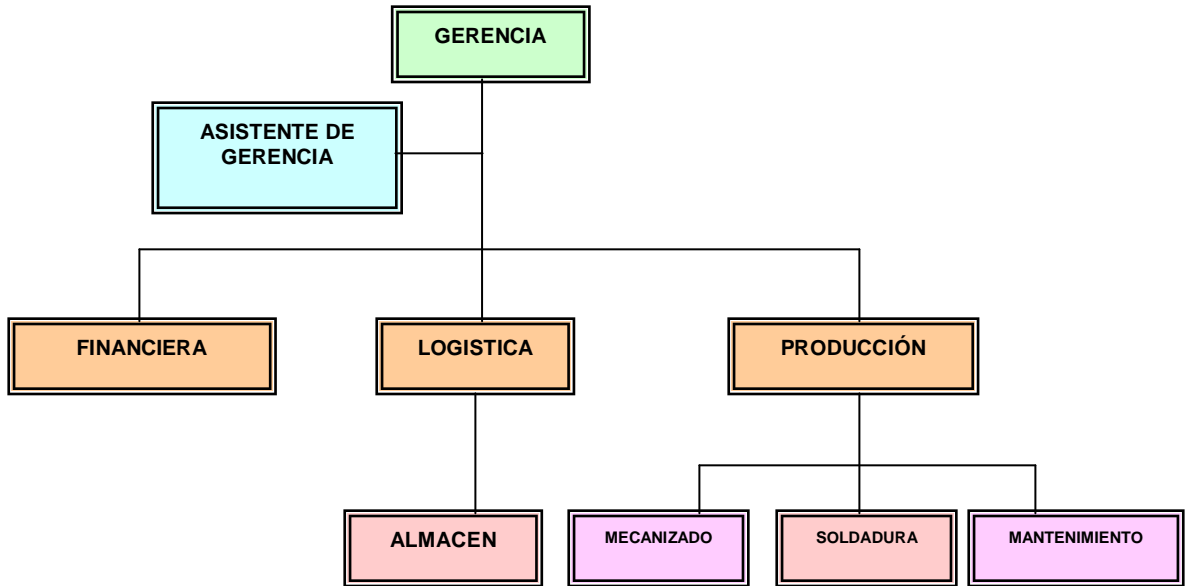 GERENCIA
ASISTENTE DE
GERENCIA
FINANCIERA
LOGISTICA
PRODUCCIÓN
ALMACEN
MECANIZADO
SOLDADURA
MANTENIMIENTO